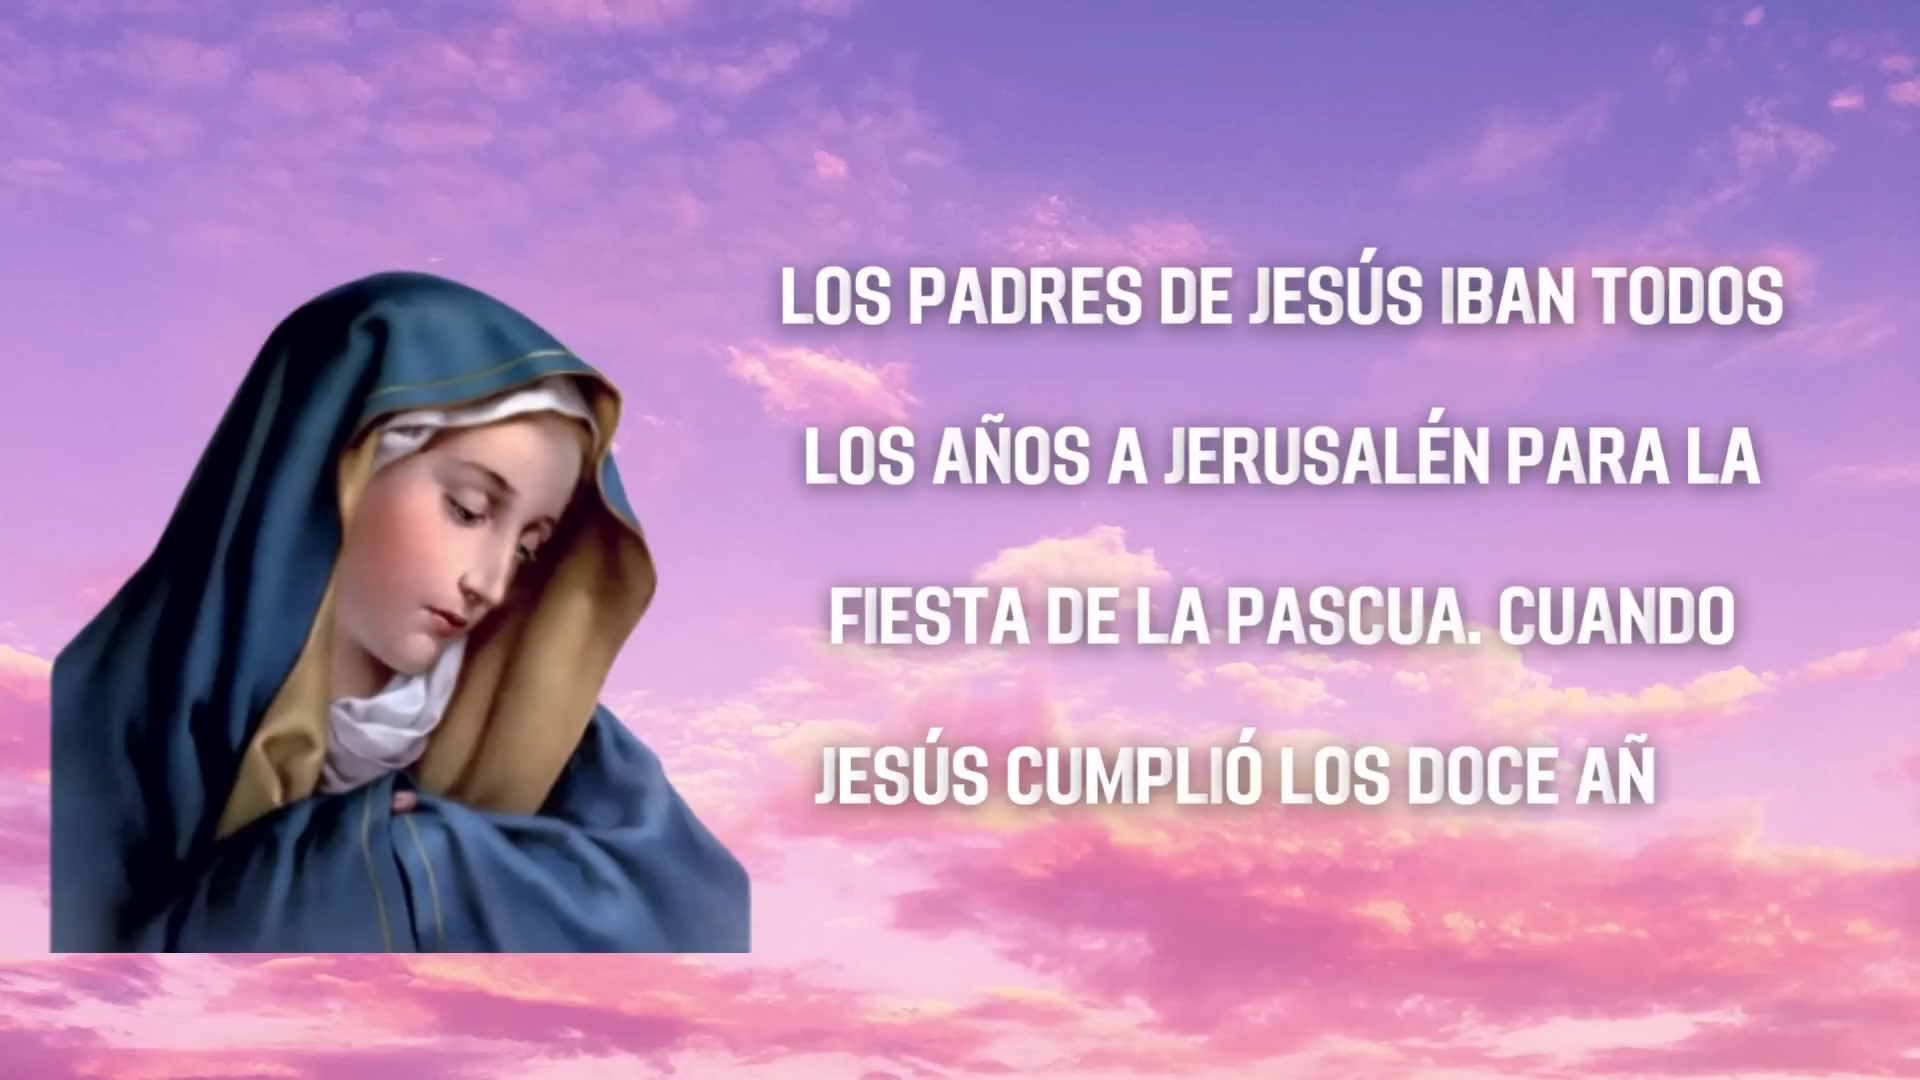 LOS PADRES DE JESÚS IBAN TODOS
LOS AÑOS A JERUSALÉN PARA LA
FIESTA DE LA PASCUA. CUANDO
JESÚS CUMPLIÓ LOS DOCE AÑ